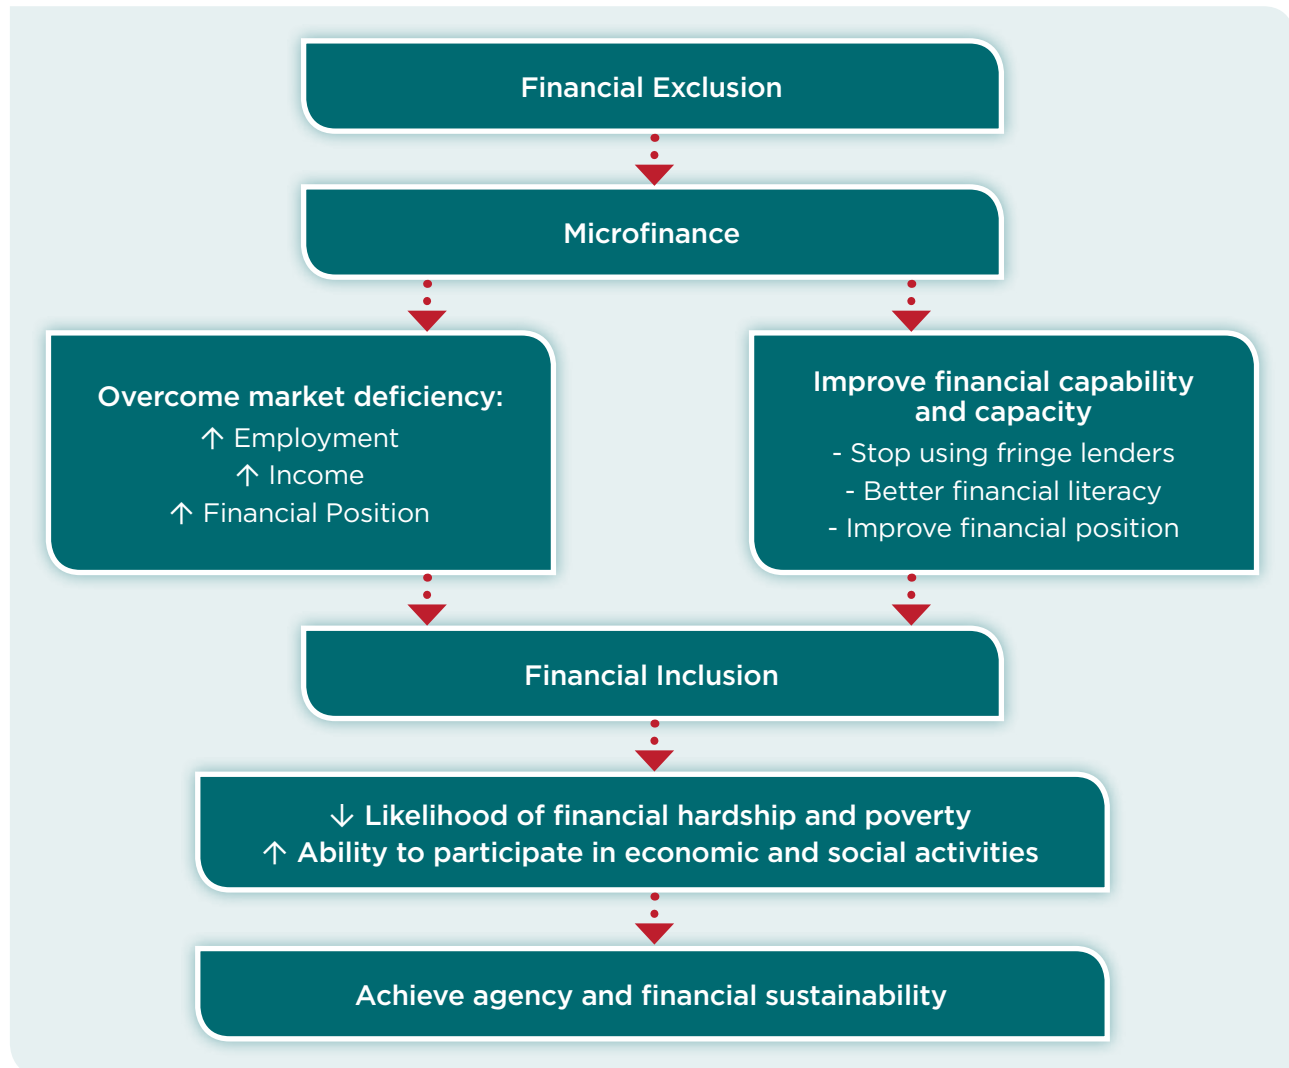 Financial Exclusion
Microfinance
Overcome market deficiency:
↑ Employment
↑ Income
↑ Financial Position
Improve financial capability
and capacity
- Stop using fringe lenders
- Better financial literacy
- Improve financial position
Financial Inclusion
↓ Likelihood of financial hardship and poverty
↑ Ability to participate in economic and social activities
Achieve agency and financial sustainability